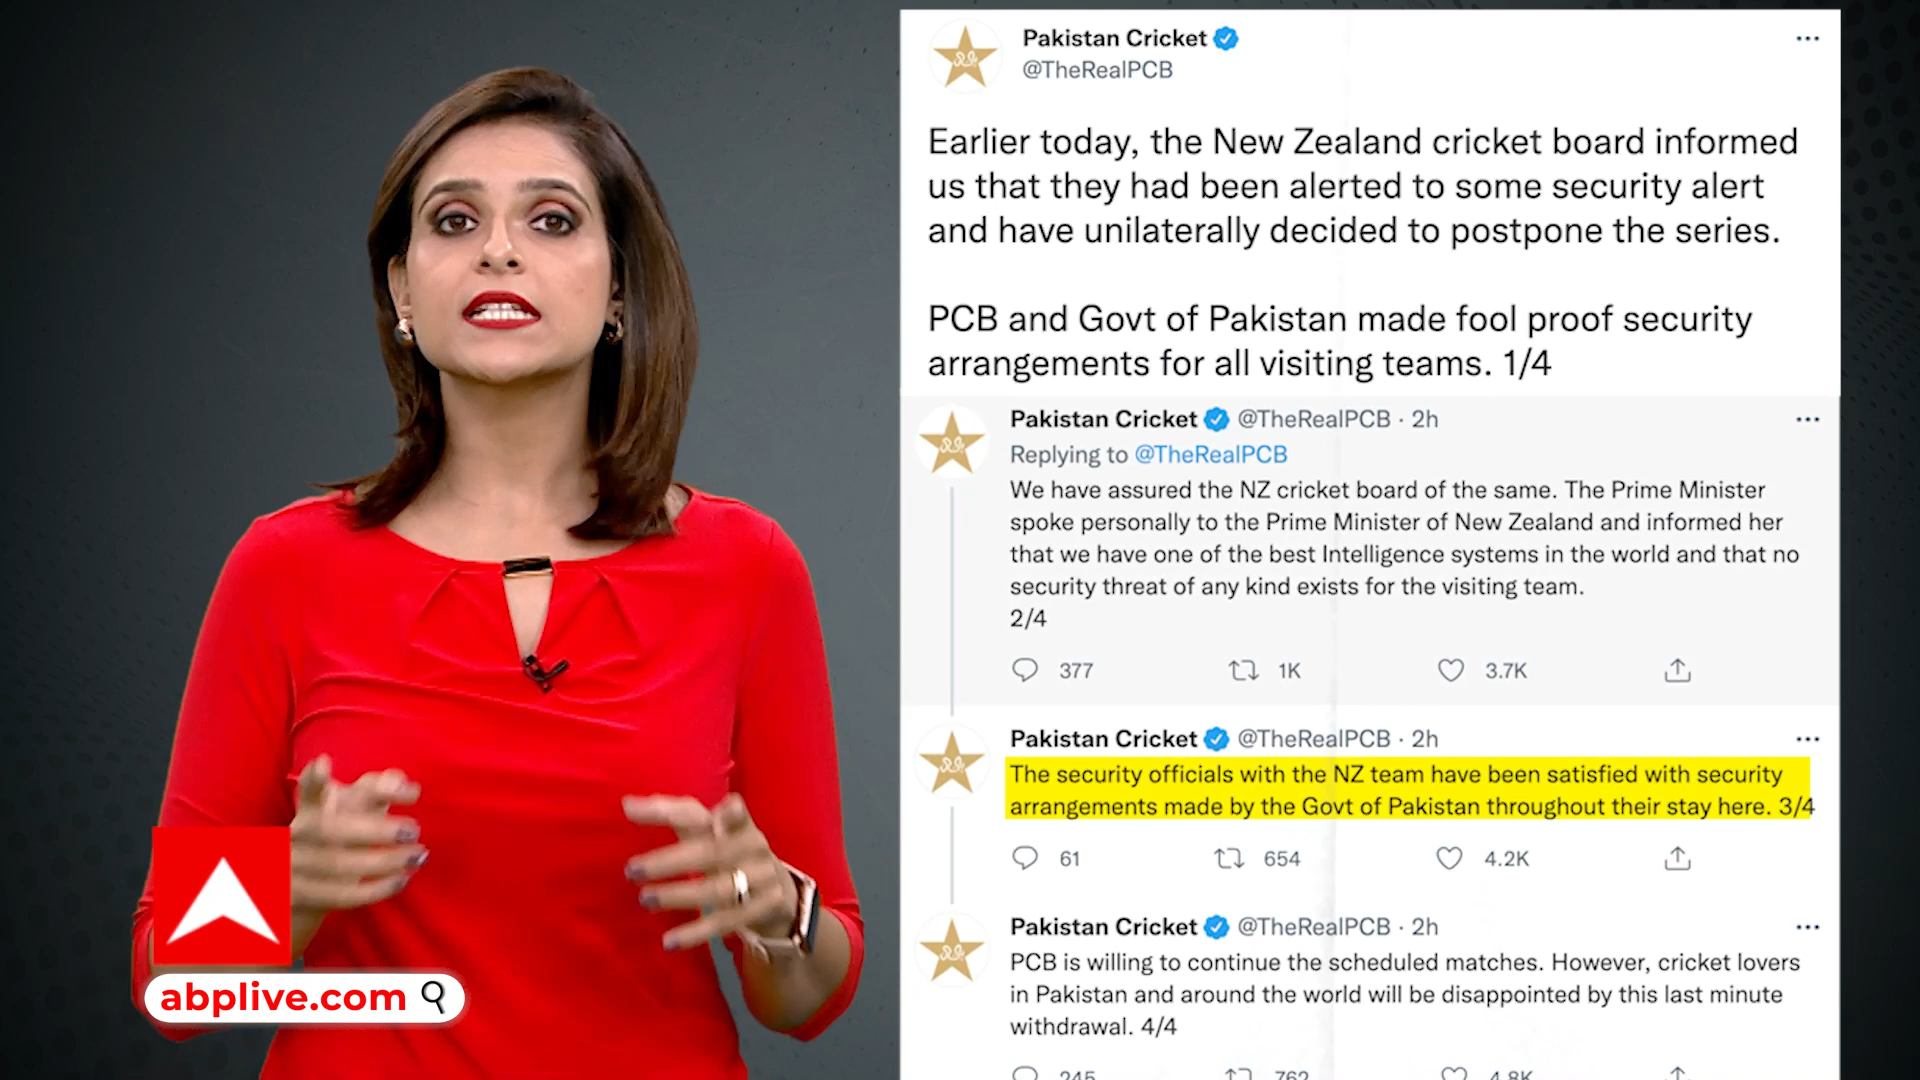 Pakistan Cricket
@TheRealPCB
Earlier today, the New Zealand cricket board informed
us that they had been alerted to some security alert
and have unilaterally decided to postpone the series.
PCB and Govt of Pakistan made fool proof security
arrangements for all visiting teams. 1/4
Pakistan Cricket @TheRealPCB · 2h
Replying to @TheRealPCB
We have assured the NZ cricket board of the same. The Prime Minister
spoke personally to the Prime Minister of New Zealand and informed her
that we have one of the best Intelligence systems in the world and that no
security threat of any kind exists for the visiting team.
2/4
377 1K 3.7K
Pakistan Cricket @TheRealPCB · 2h
The security officials with the NZ team have been satisfied with security
arrangements made by the Govt of Pakistan throughout their stay here. 3/4
61 654 4.2K
Pakistan Cricket @TheRealPCB · 2h
PCB is willing to continue the scheduled matches. However, cricket lovers
in Pakistan and around the world will be disappointed by this last minute
withdrawal. 4/4
245 762 4.8K
abplive.com